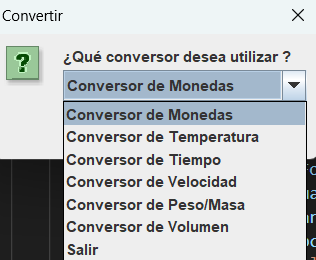 Convertir
¿Qué conversor desea utilizar ?
Conversor de Monedas
Conversor de Monedas
Conversor de Temperatura
Conversor de Tiempo
Conversor de Velocidad
Conversor de Peso/Masa
Conversor de Volumen
Salir